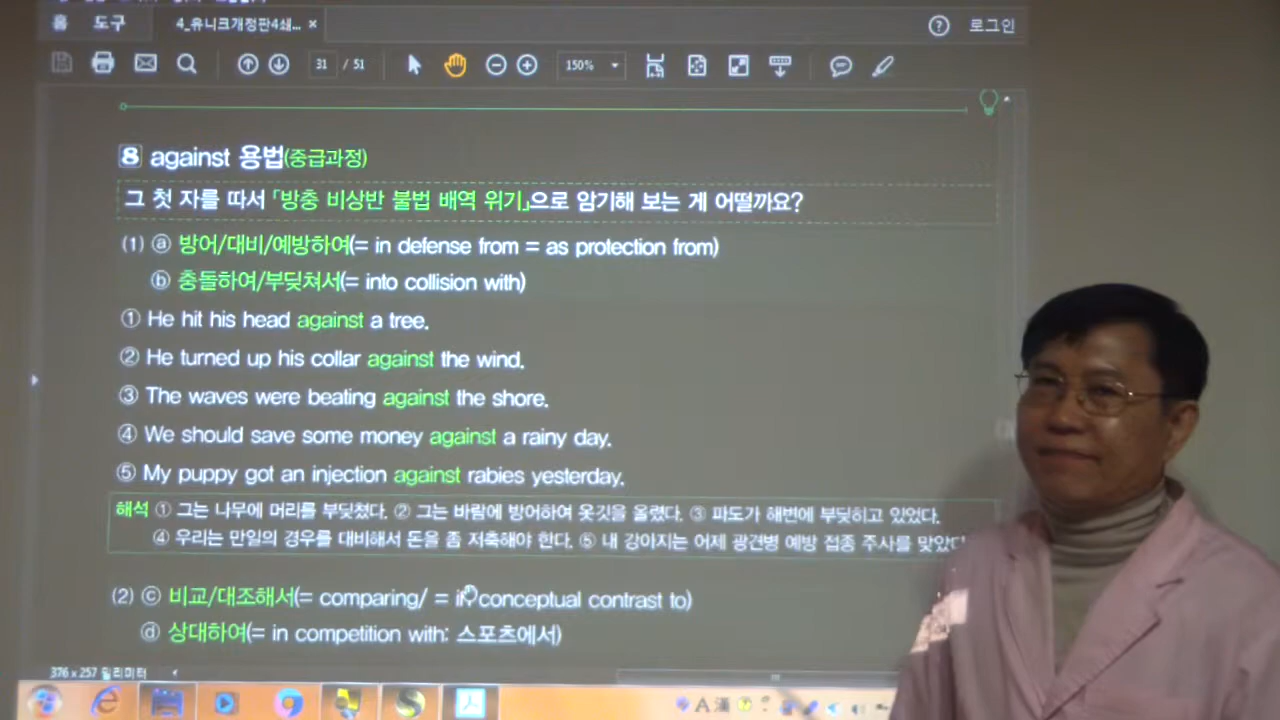 홈 도구 4_유니크개정판4쇄... × ? 로그인
31 / 51 150%
8 against 용법(중급과정)
그 첫 자를 따서 「방충 비상반 불법 배역 위기」으로 암기해 보는 게 어떨까요?
(1) ⓐ 방어/대비/예방하여(= in defense from = as protection from)
ⓑ 충돌하여/부딪쳐서(= into collision with)
① He hit his head against a tree.
② He turned up his collar against the wind.
③ The waves were beating against the shore.
④ We should save some money against a rainy day.
⑤ My puppy got an injection against rabies yesterday.
해석 ① 그는 나무에 머리를 부딪쳤다. ② 그는 바람에 방어하여 옷깃을 올렸다. ③ 파도가 해변에 부딪히고 있었다.
④ 우리는 만일의 경우를 대비해서 돈을 좀 저축해야 한다. ⑤ 내 강아지는 어제 광견병 예방 접종 주사를 맞았다
(2) ⓒ 비교/대조해서(= comparing/ = in conceptual contrast to)
ⓓ 상대하여(= in competition with: 스포츠에서)
376 x 257 밀리미터
A 漢